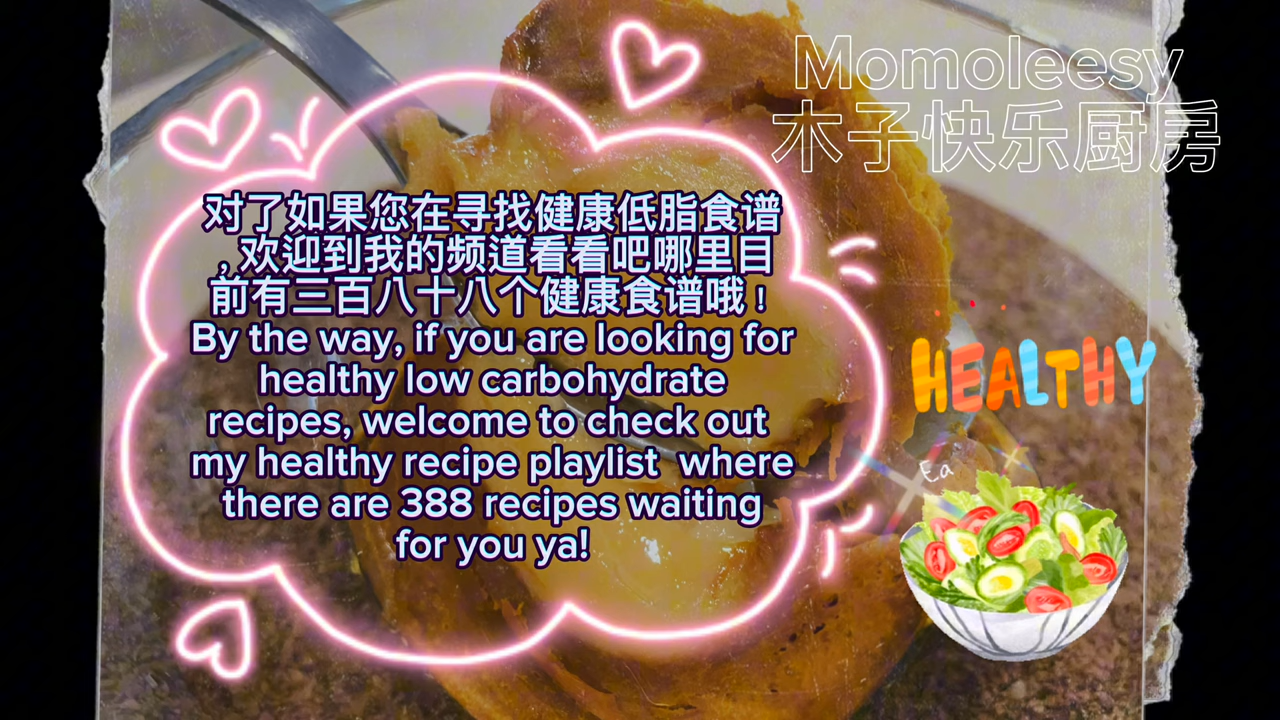 Momoleesy
木子快乐厨房
对了如果您在寻找健康低脂食谱
，欢迎到我的频道看看吧哪里目
前有三百八十八个健康食谱哦！
By the way, if you are looking for
healthy low carbohydrate
recipes, welcome to check out
my healthy recipe playlist  where
there are 388 recipes waiting
for you ya!
HEALTHY
Ea